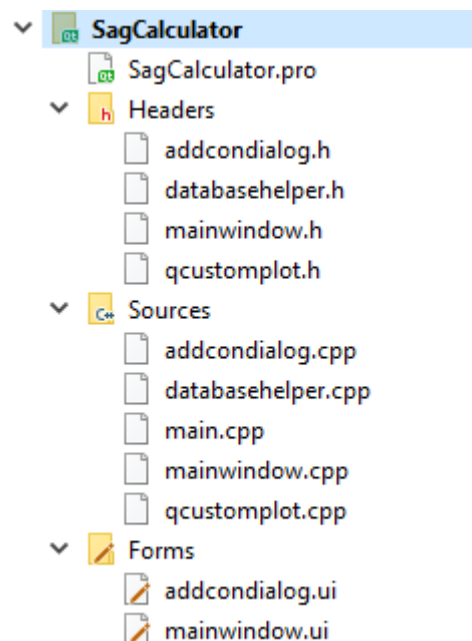 SagCalculator
SagCalculator.pro
Headers
addcondialog.h
databasehelper.h
mainwindow.h
qcustomplot.h
Sources
addcondialog.cpp
databasehelper.cpp
main.cpp
mainwindow.cpp
qcustomplot.cpp
Forms
addcondialog.ui
mainwindow.ui